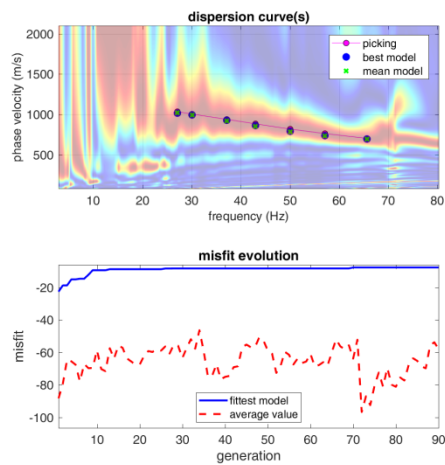 dispersion curve(s)
2000
1500
1000
500
phase velocity (m/s)
picking
best model
mean model
10 20 30 40 50 60 70 80
frequency (Hz)
misfit evolution
-20
-40
-60
-80
-100
misfit
fittest model
average value
10 20 30 40 50 60 70 80 90
generation